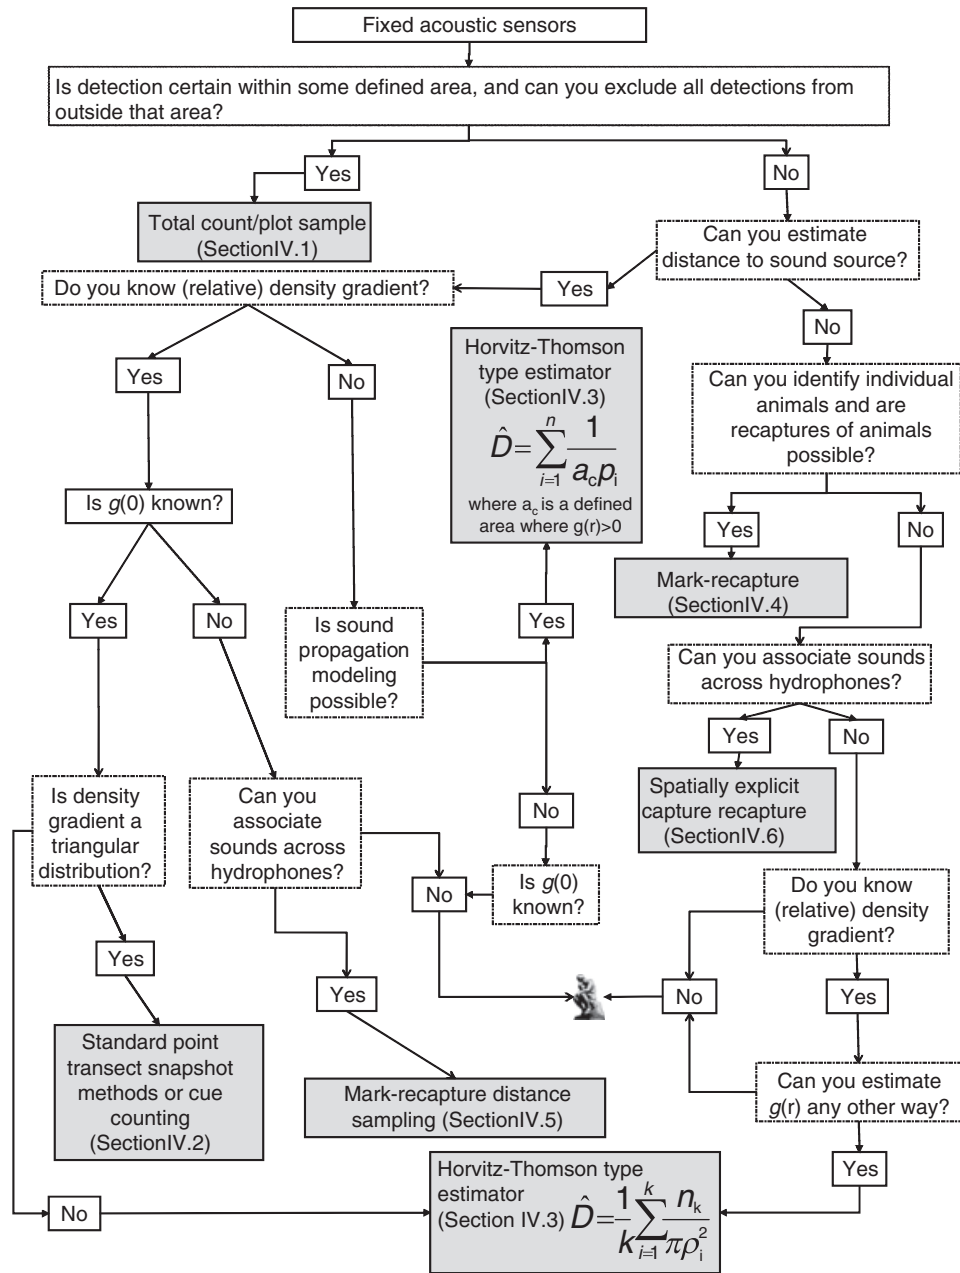 Fixed acoustic sensors
Is detection certain within some defined area, and can you exclude all detections from
outside that area?
Yes
No
Total count/plot sample
(SectionIV.1)
Can you estimate
distance to sound source?
Do you know (relative) density gradient?
Yes
No
Yes
No
Horvitz-Thomson
type estimator
(SectionIV.3)
D̂ = ∑_{i=1}^{n} 1/(a_c p_i)
where a_c is a defined
area where g(r)>0
Can you identify individual
animals and are
recaptures of animals
possible?
Is g(0) known?
Yes
No
Mark-recapture
(SectionIV.4)
Yes
No
Is sound
propagation
modeling
possible?
Yes
Can you associate sounds
across hydrophones?
Yes
No
Is density
gradient a
triangular
distribution?
Can you
associate
sounds across
hydrophones?
Spatially explicit
capture recapture
(SectionIV.6)
No
No
Is g(0)
known?
Do you know
(relative) density
gradient?
Yes
Yes
No
Yes
Standard point
transect snapshot
methods or cue
counting
(SectionIV.2)
Mark-recapture distance
sampling (SectionIV.5)
Can you estimate
g(r) any other way?
Yes
No
Horvitz-Thomson type
estimator
(Section IV.3) D̂ = 1/k ∑_{i=1}^{k} n_k/(πρ_i^2)